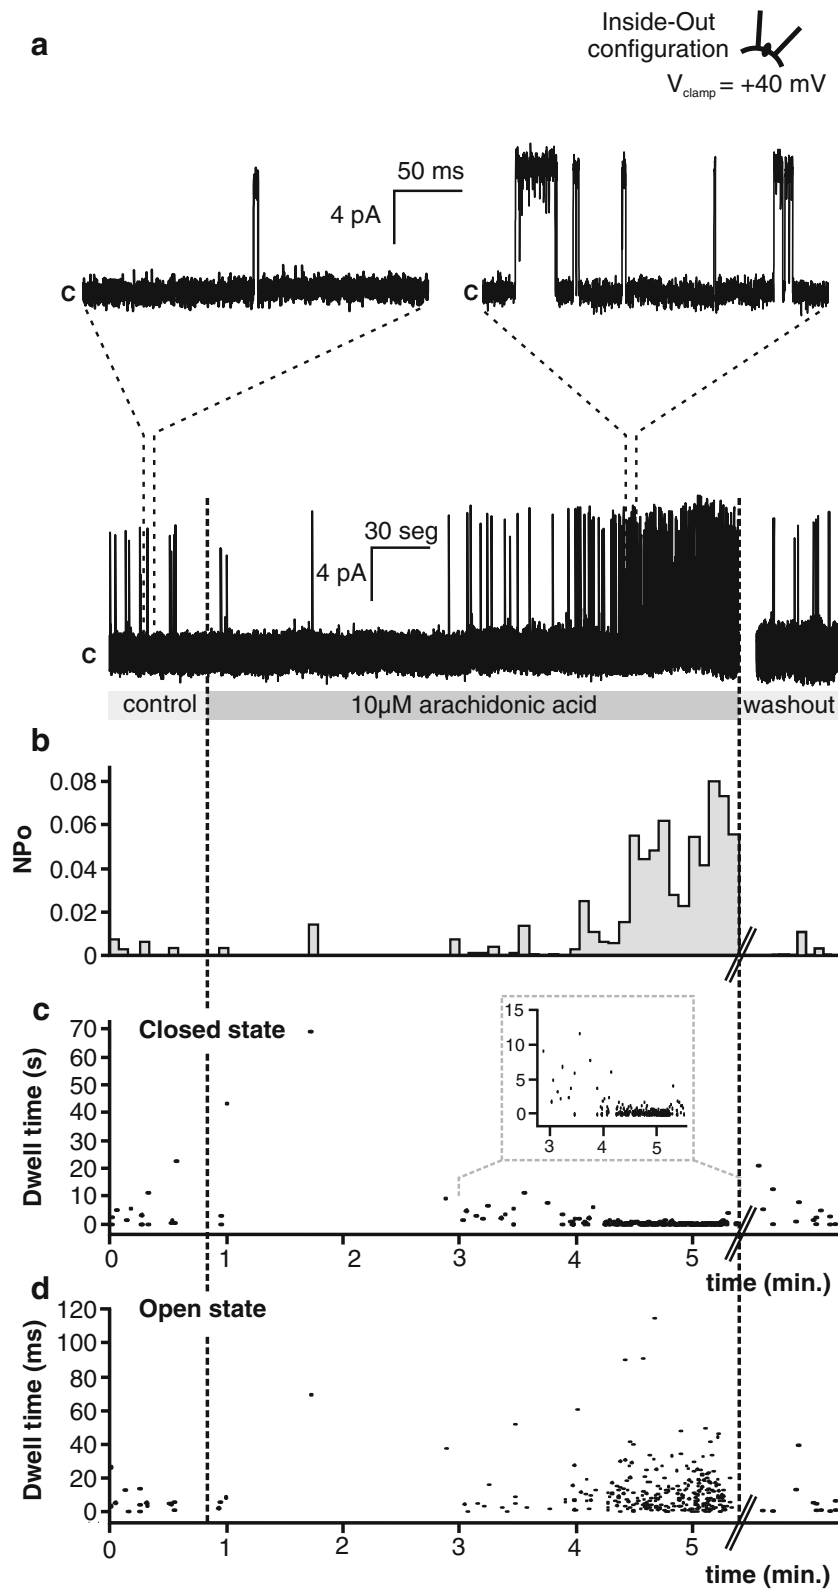 a
Inside-Out
configuration
Vclamp = +40 mV
50 ms
4 pA
c
c
30 seg
4 pA
c
control
10μM arachidonic acid
washout
b
NPo
0.08
0.06
0.04
0.02
0
c
Closed state
Dwell time (s)
70
60
50
40
30
20
10
0
15
10
5
0
3 4 5
0 1 2 3 4 5
time (min.)
d
Open state
Dwell time (ms)
120
100
80
60
40
20
0
0 1 2 3 4 5
time (min.)